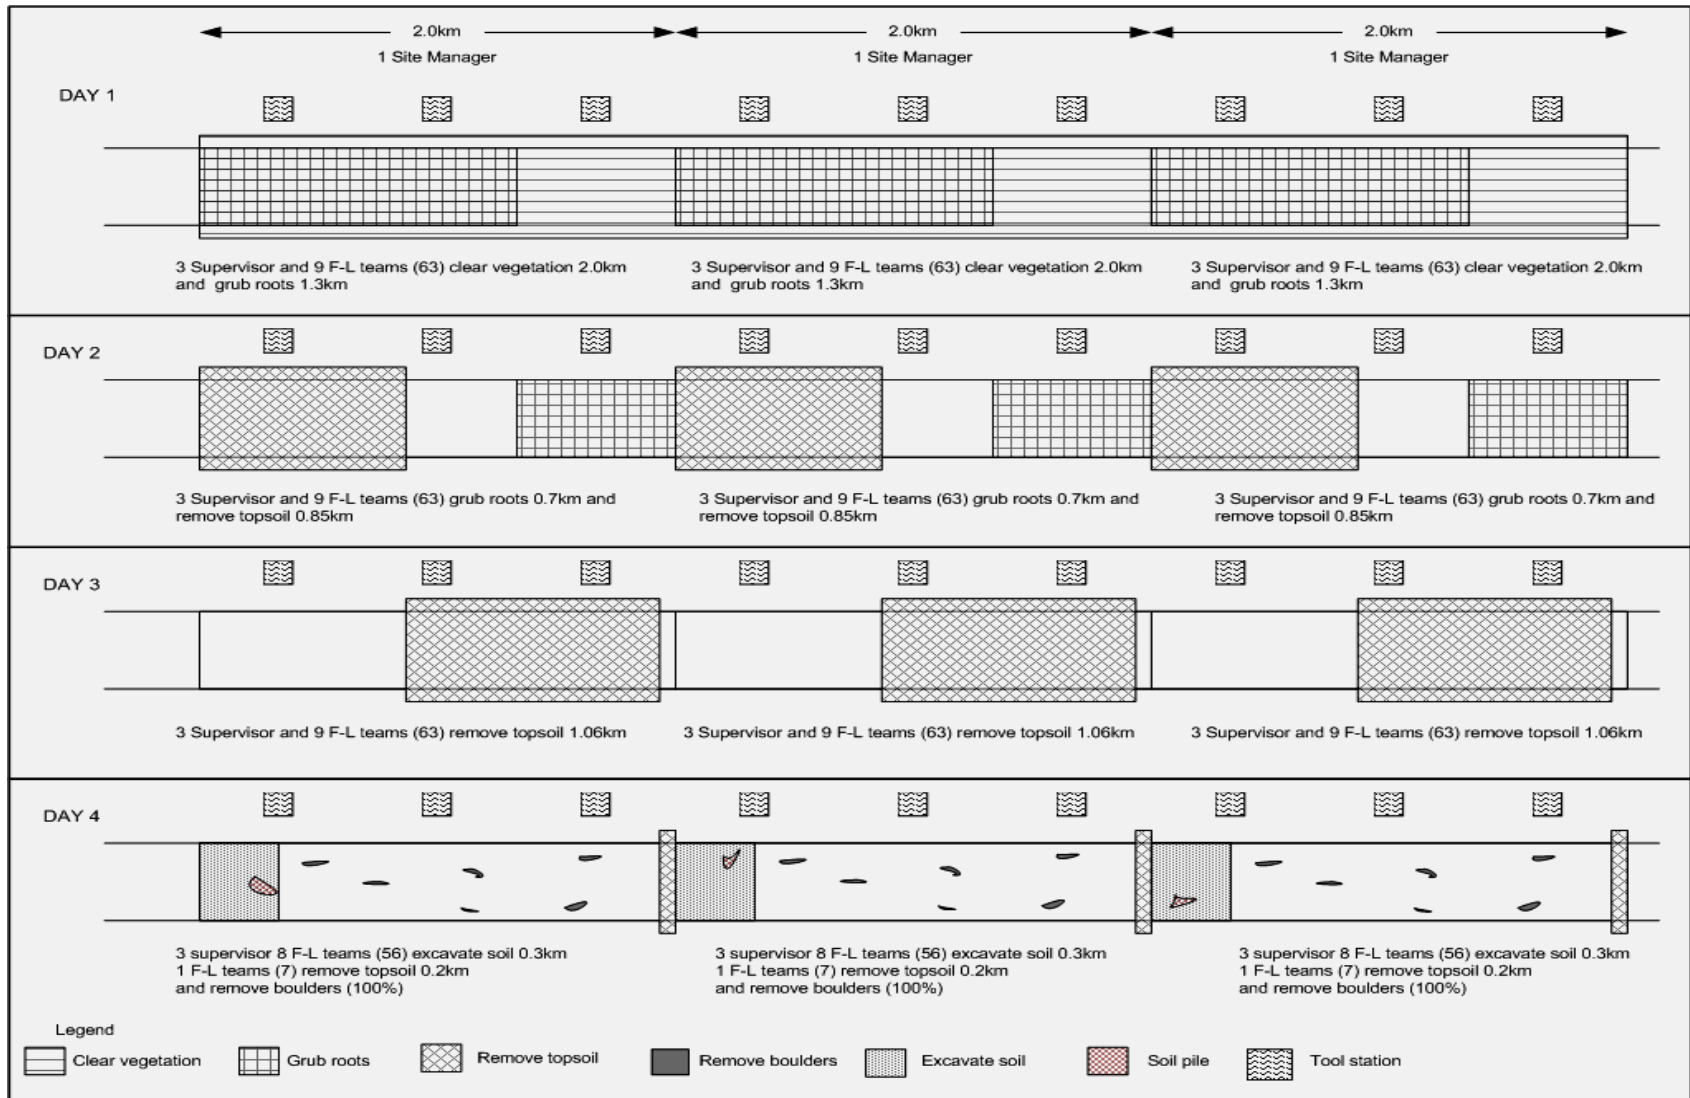 2.0km 2.0km 2.0km
1 Site Manager 1 Site Manager 1 Site Manager
DAY 1
3 Supervisor and 9 F-L teams (63) clear vegetation 2.0km
and grub roots 1.3km
3 Supervisor and 9 F-L teams (63) clear vegetation 2.0km
and grub roots 1.3km
3 Supervisor and 9 F-L teams (63) clear vegetation 2.0km
and grub roots 1.3km
DAY 2
3 Supervisor and 9 F-L teams (63) grub roots 0.7km and
remove topsoil 0.85km
3 Supervisor and 9 F-L teams (63) grub roots 0.7km and
remove topsoil 0.85km
3 Supervisor and 9 F-L teams (63) grub roots 0.7km and
remove topsoil 0.85km
DAY 3
3 Supervisor and 9 F-L teams (63) remove topsoil 1.06km
3 Supervisor and 9 F-L teams (63) remove topsoil 1.06km
3 Supervisor and 9 F-L teams (63) remove topsoil 1.06km
DAY 4
3 supervisor 8 F-L teams (56) excavate soil 0.3km
1 F-L teams (7) remove topsoil 0.2km
and remove boulders (100%)
3 supervisor 8 F-L teams (56) excavate soil 0.3km
1 F-L teams (7) remove topsoil 0.2km
and remove boulders (100%)
3 supervisor 8 F-L teams (56) excavate soil 0.3km
1 F-L teams (7) remove topsoil 0.2km
and remove boulders (100%)
Legend
Clear vegetation Grub roots Remove topsoil Remove boulders Excavate soil Soil pile Tool station